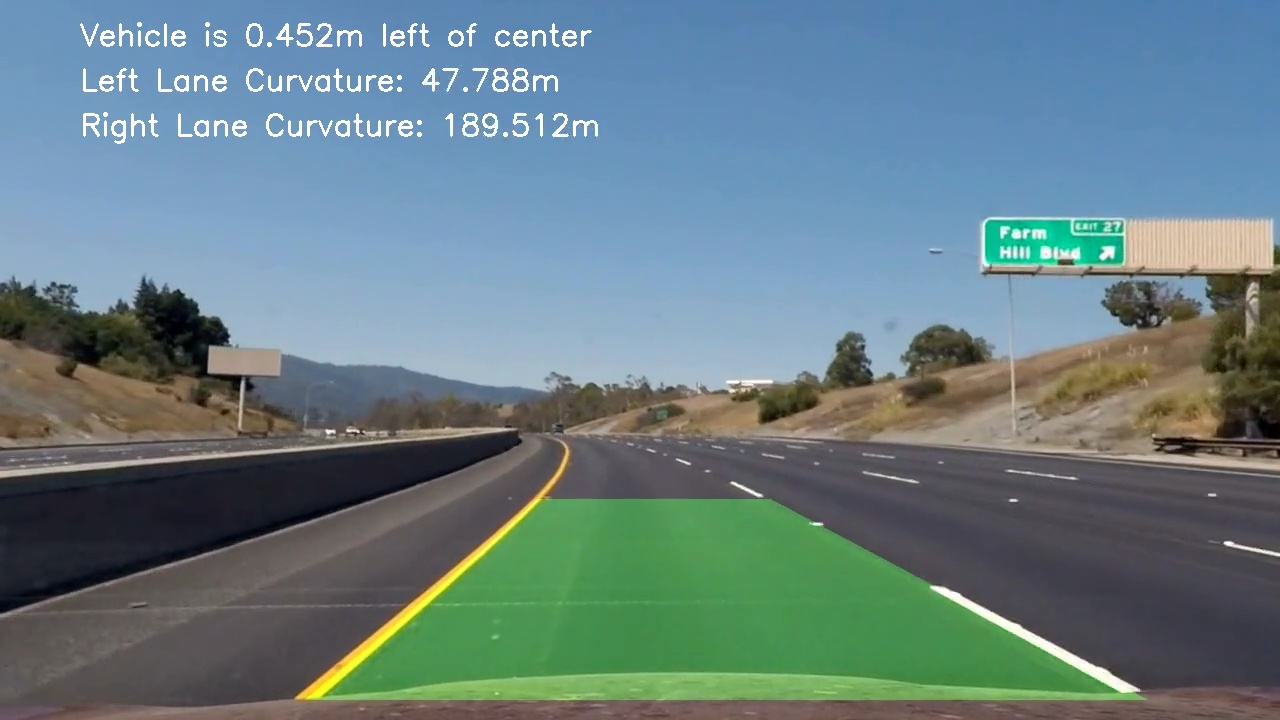 Vehicle is 0.452m left of center
Left Lane Curvature: 47.788m
Right Lane Curvature: 189.512m
EXIT 27
Farm
Hill Blvd